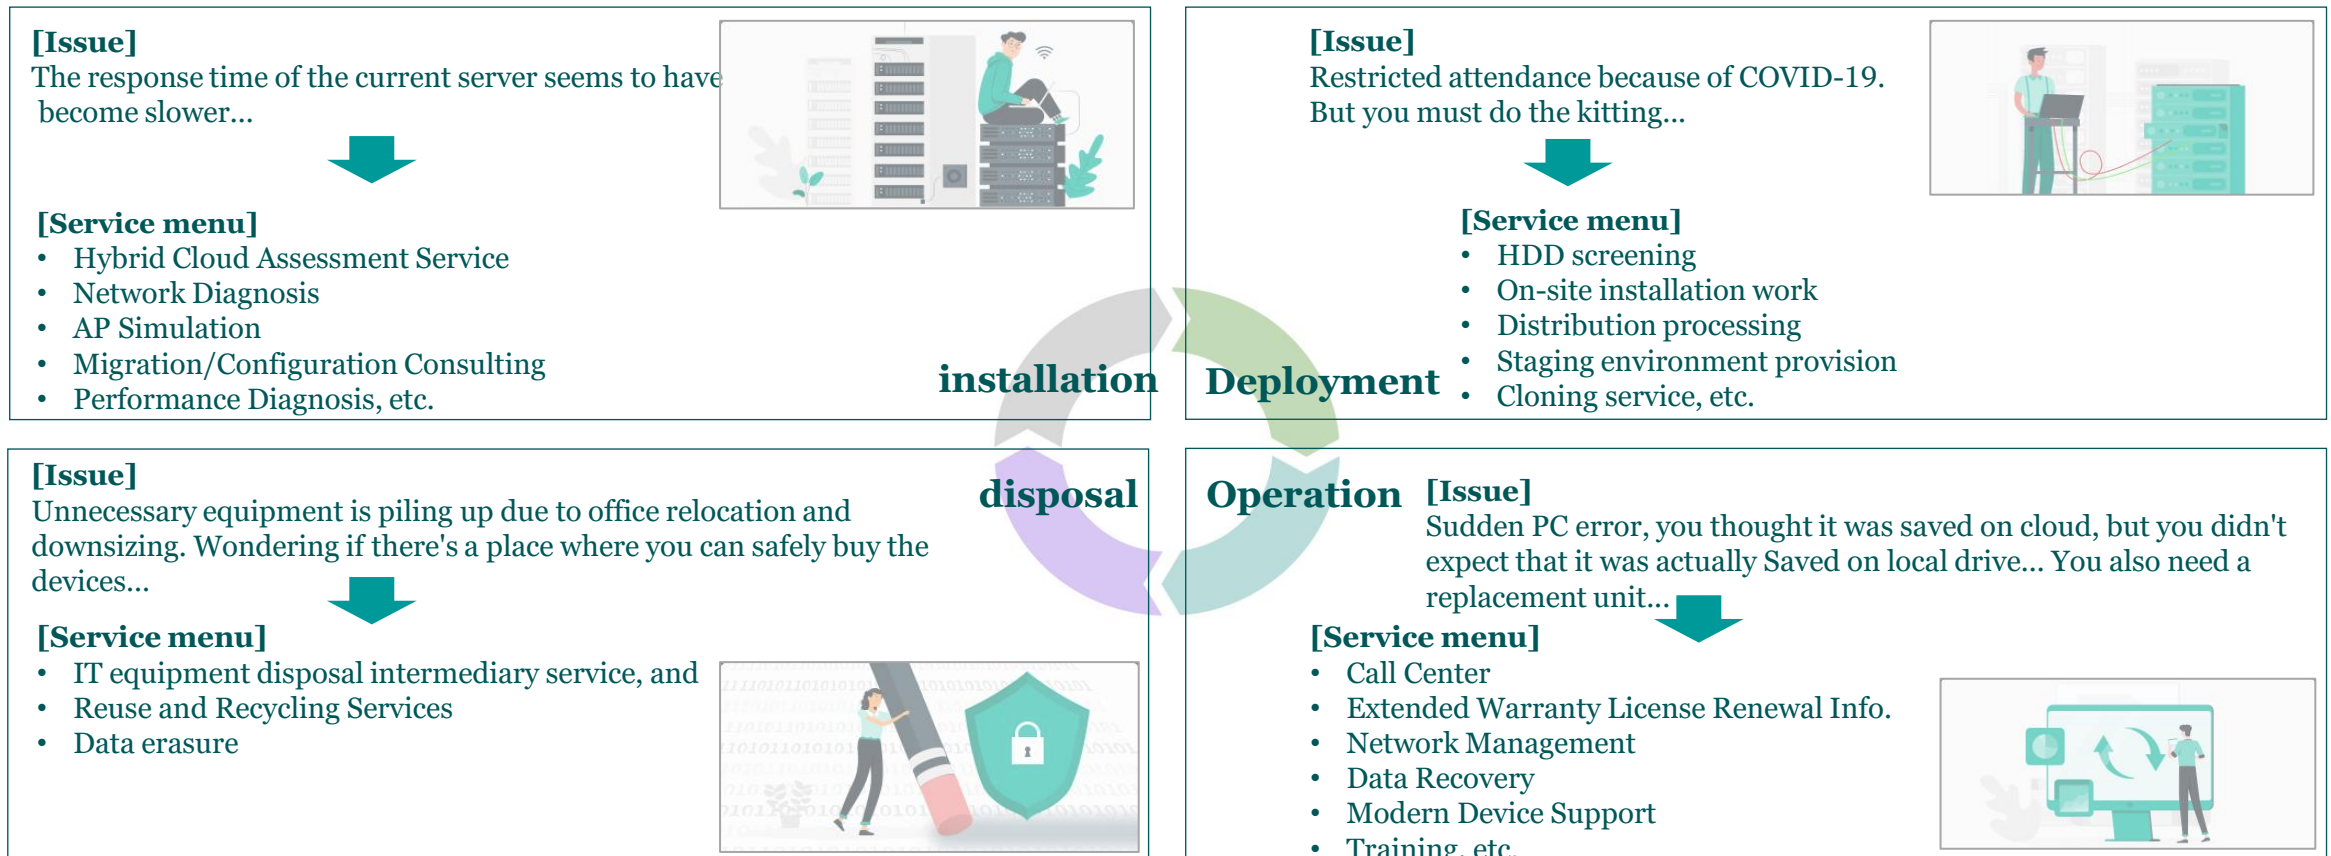 [Issue]
The response time of the current server seems to have
become slower...
[Service menu]
• Hybrid Cloud Assessment Service
• Network Diagnosis
• AP Simulation
• Migration/Configuration Consulting
• Performance Diagnosis, etc.
installation
[Issue]
Restricted attendance because of COVID-19.
But you must do the kitting...
[Service menu]
• HDD screening
• On-site installation work
• Distribution processing
• Staging environment provision
• Cloning service, etc.
Deployment
[Issue]
Unnecessary equipment is piling up due to office relocation and
downsizing. Wondering if there's a place where you can safely buy the
devices...
[Service menu]
• IT equipment disposal intermediary service, and
• Reuse and Recycling Services
• Data erasure
disposal
Operation
[Issue]
Sudden PC error, you thought it was saved on cloud, but you didn't
expect that it was actually Saved on local drive... You also need a
replacement unit...
[Service menu]
• Call Center
• Extended Warranty License Renewal Info.
• Network Management
• Data Recovery
• Modern Device Support
• Training, etc.